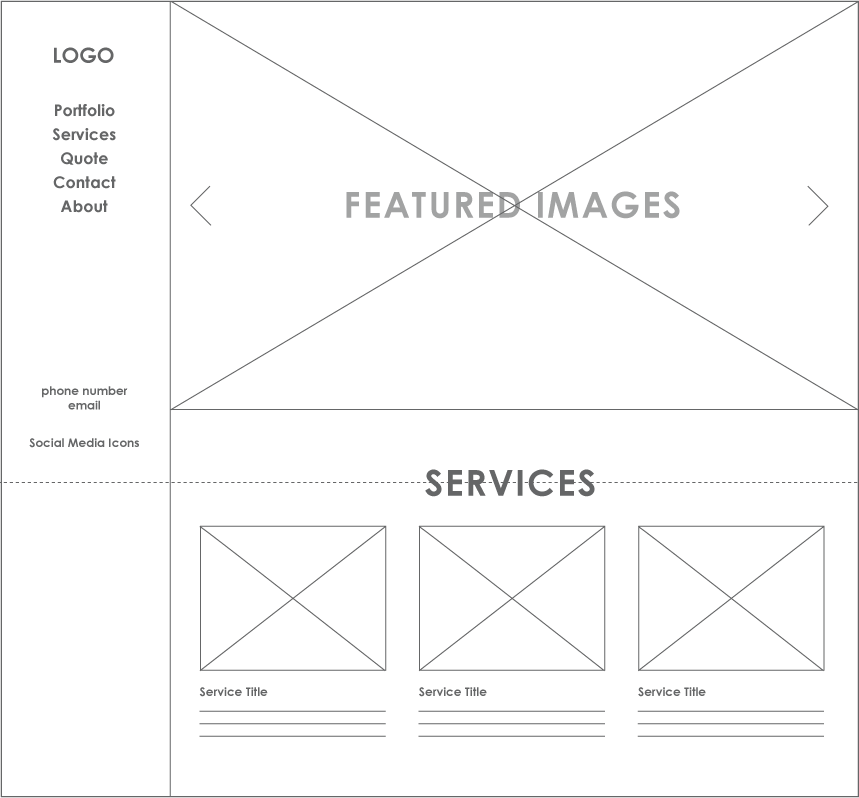 LOGO
Portfolio
Services
Quote
Contact
About
phone number
email
Social Media Icons
FEATURED IMAGES
SERVICES
Service Title
Service Title
Service Title